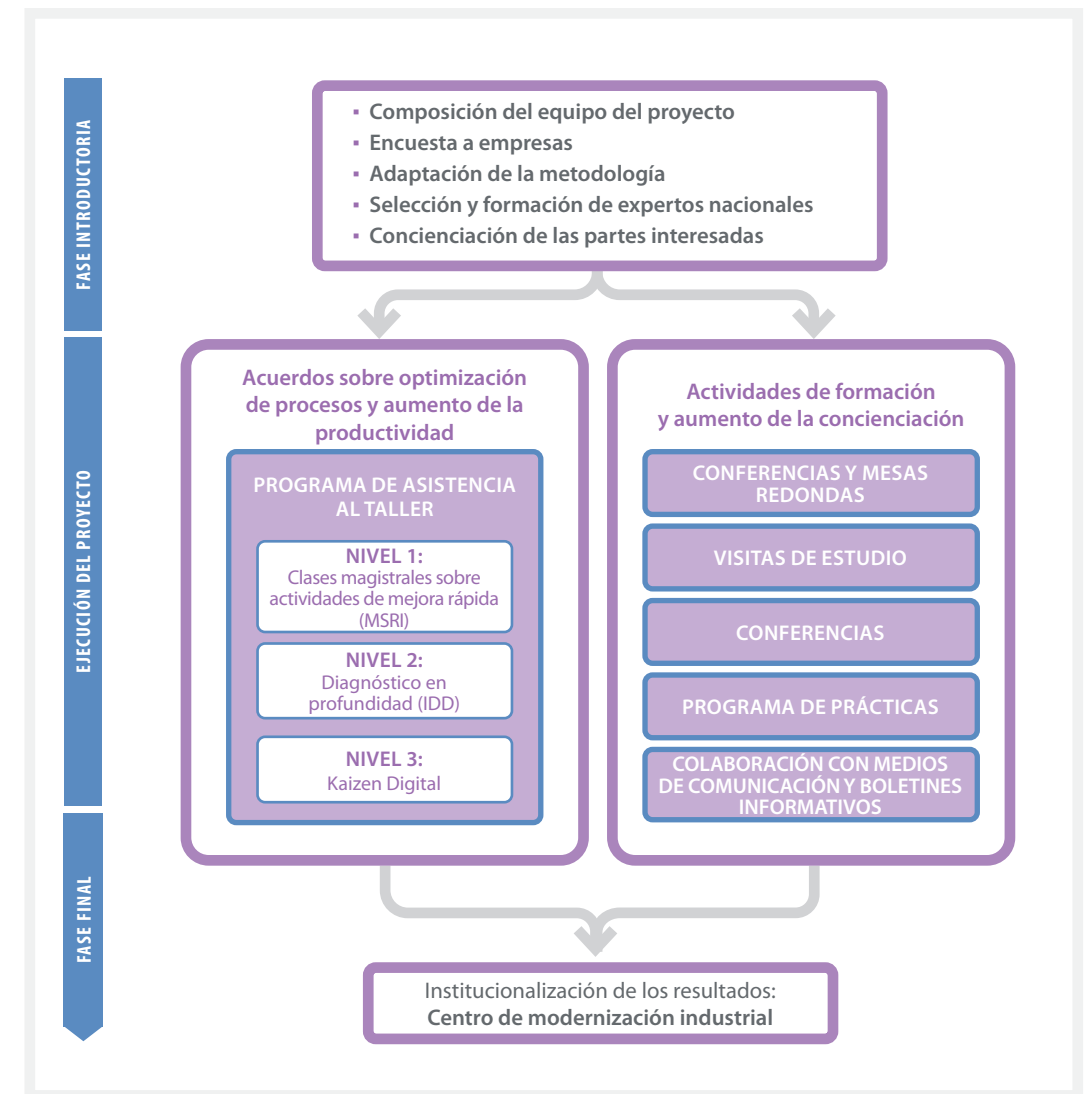 FASE INTRODUCTORIA
▪ Composición del equipo del proyecto
▪ Encuesta a empresas
▪ Adaptación de la metodología
▪ Selección y formación de expertos nacionales
▪ Concienciación de las partes interesadas
EJECUCIÓN DEL PROYECTO
Acuerdos sobre optimización
de procesos y aumento de la
productividad
PROGRAMA DE ASISTENCIA
AL TALLER
NIVEL 1:
Clases magistrales sobre
actividades de mejora rápida
(MSRI)
NIVEL 2:
Diagnóstico en
profundidad (IDD)
NIVEL 3:
Kaizen Digital
Actividades de formación
y aumento de la concienciación
CONFERENCIAS Y MESAS
REDONDAS
VISITAS DE ESTUDIO
CONFERENCIAS
PROGRAMA DE PRÁCTICAS
COLABORACIÓN CON MEDIOS
DE COMUNICACIÓN Y BOLETINES
INFORMATIVOS
FASE FINAL
Institucionalización de los resultados:
Centro de modernización industrial